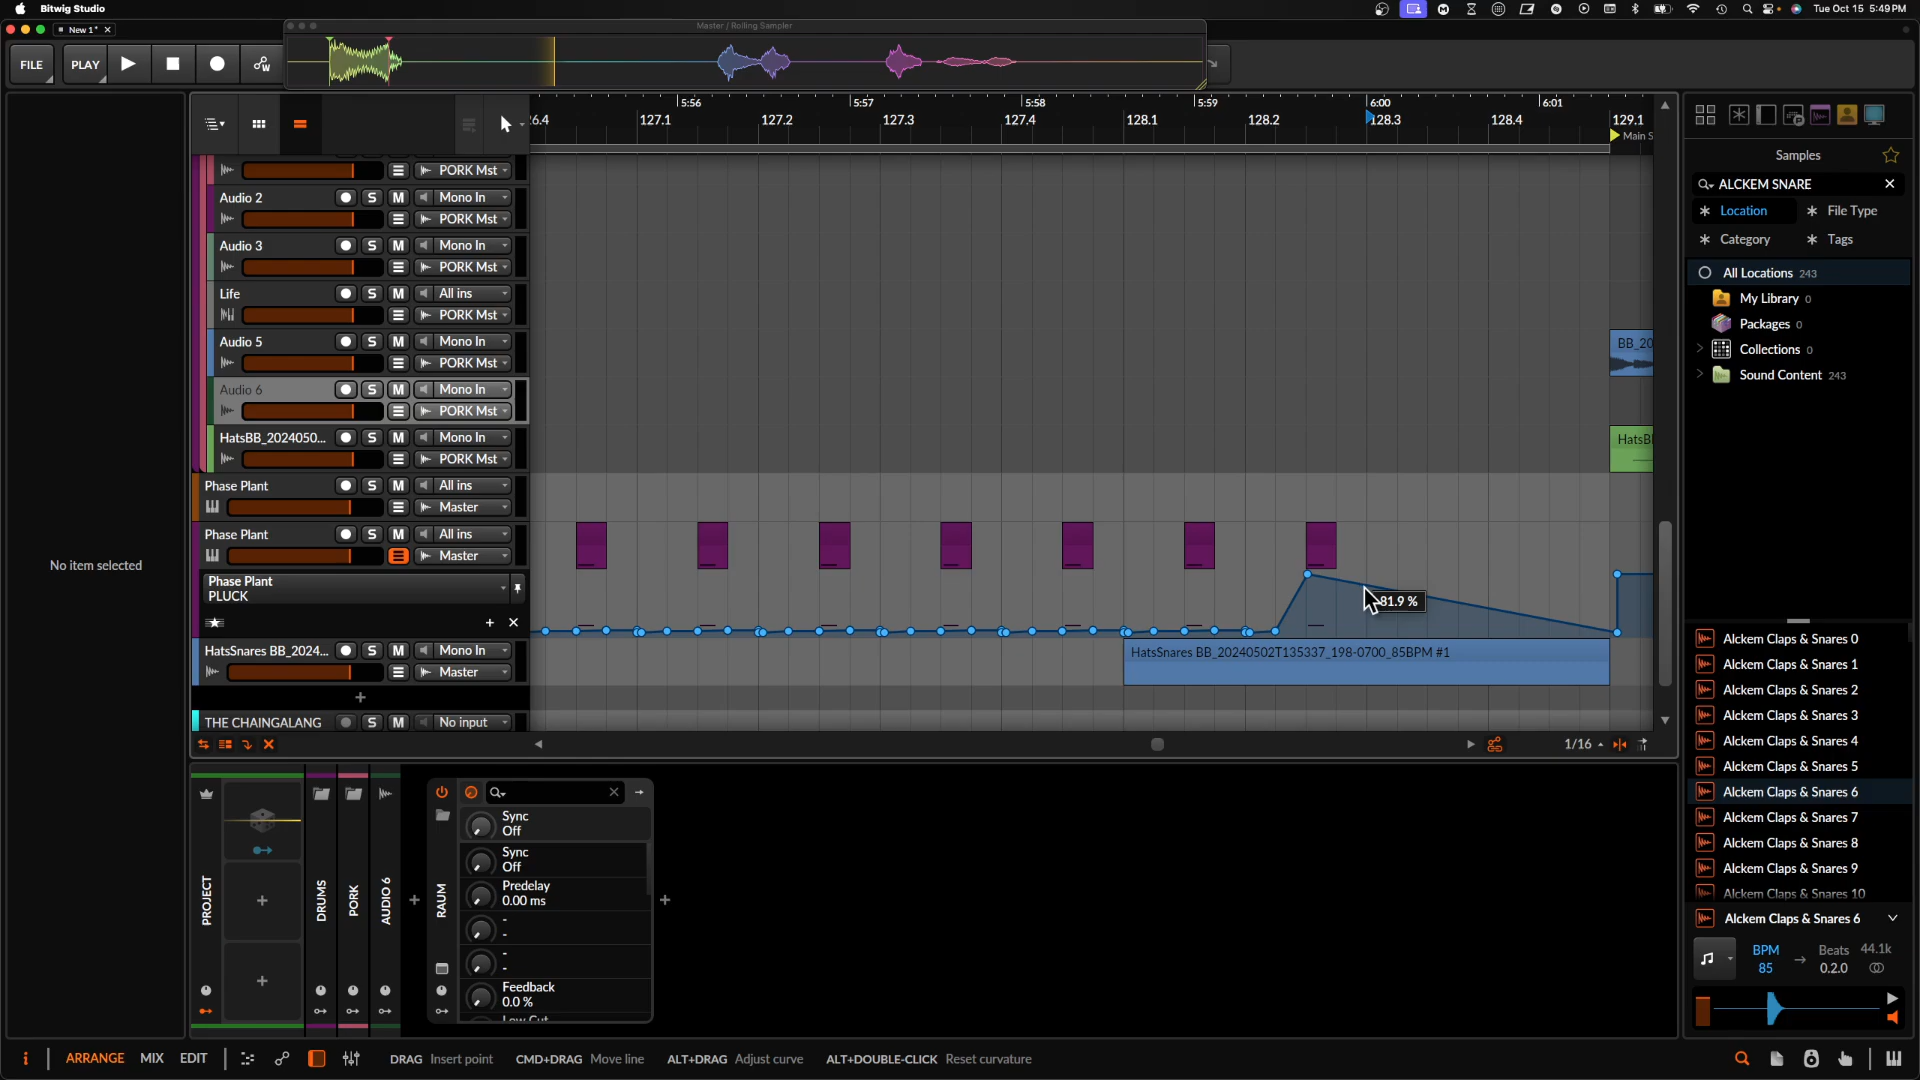 Bitwig Studio
Tue Oct 15 5:49PM
New 1*
Master / Rolling Sampler
FILE
PLAY
5:56 5:57 5:58 5:59 6:00 6:01
127.1 127.2 127.3 127.4 128.1 128.2 128.3 128.4 129.1
Main S
PORK Mst
Audio 2 S M Mono In
PORK Mst
Audio 3 S M Mono In
PORK Mst
Life S M All ins
PORK Mst
Audio 5 S M Mono In
BB_20
PORK Mst
Audio 6 S M Mono In
PORK Mst
HatsBB_2024050... S M Mono In
HatsB
PORK Mst
Phase Plant S M All ins
Master
Phase Plant S M All ins
Master
Phase Plant
PLUCK
81.9 %
HatsSnares BB_2024... S M Mono In
HatsSnares BB_20240502T135337_198-0700_85BPM #1
Master
THE CHAINGALANG S M No input
1/16
No item selected
Samples
ALCKEM SNARE
Location
File Type
Category
Tags
All Locations 243
My Library 0
Packages 0
Collections 0
Sound Content 243
Alckem Claps & Snares 0
Alckem Claps & Snares 1
Alckem Claps & Snares 2
Alckem Claps & Snares 3
Alckem Claps & Snares 4
Alckem Claps & Snares 5
Alckem Claps & Snares 6
Alckem Claps & Snares 7
Alckem Claps & Snares 8
Alckem Claps & Snares 9
Alckem Claps & Snares 10
Alckem Claps & Snares 6
BPM Beats 44.1k
85 0.2.0
PROJECT
DRUMS
PORK
AUDIO 6
RAUM
Sync
Off
Sync
Off
Predelay
0.00 ms
-
-
-
-
Feedback
0.0 %
Low Cut
ARRANGE MIX EDIT
DRAG Insert point CMD+DRAG Move line ALT+DRAG Adjust curve ALT+DOUBLE-CLICK Reset curvature